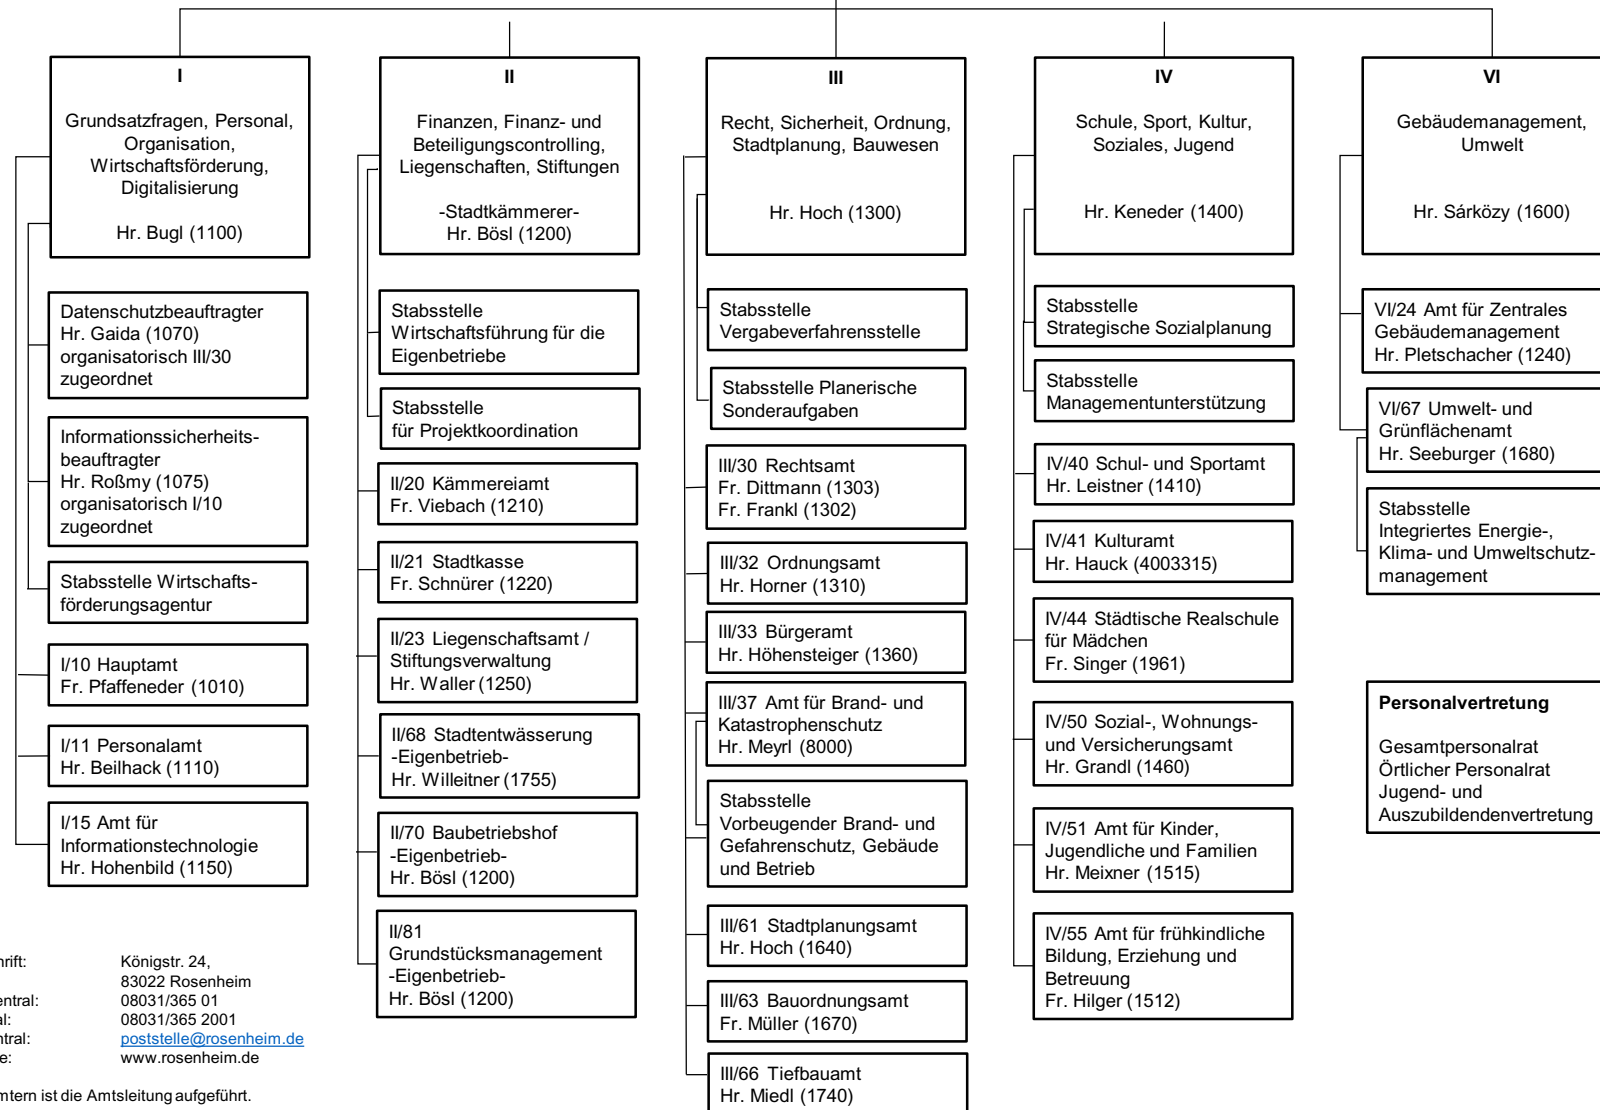 I
Grundsatzfragen, Personal,
Organisation,
Wirtschaftsförderung,
Digitalisierung
Hr. Bugl (1100)
Datenschutzbeauftragter
Hr. Gaida (1070)
organisatorisch III/30
zugeordnet
Informationssicherheits-
beauftragter
Hr. Roßmy (1075)
organisatorisch I/10
zugeordnet
Stabsstelle Wirtschafts-
förderungsagentur
I/10 Hauptamt
Fr. Pfaffeneder (1010)
I/11 Personalamt
Hr. Beilhack (1110)
I/15 Amt für
Informationstechnologie
Hr. Hohenbild (1150)
II
Finanzen, Finanz- und
Beteiligungscontrolling,
Liegenschaften, Stiftungen
-Stadtkämmerer-
Hr. Bösl (1200)
Stabsstelle
Wirtschaftsführung für die
Eigenbetriebe
Stabsstelle
für Projektkoordination
II/20 Kämmereiamt
Fr. Viebach (1210)
II/21 Stadtkasse
Fr. Schnürer (1220)
II/23 Liegenschaftsamt /
Stiftungsverwaltung
Hr. Waller (1250)
II/68 Stadtentwässerung
-Eigenbetrieb-
Hr. Willeitner (1755)
II/70 Baubetriebshof
-Eigenbetrieb-
Hr. Bösl (1200)
II/81
Grundstücksmanagement
-Eigenbetrieb-
Hr. Bösl (1200)
III
Recht, Sicherheit, Ordnung,
Stadtplanung, Bauwesen
Hr. Hoch (1300)
Stabsstelle
Vergabeverfahrensstelle
Stabsstelle Planerische
Sonderaufgaben
III/30 Rechtsamt
Fr. Dittmann (1303)
Fr. Frankl (1302)
III/32 Ordnungsamt
Hr. Horner (1310)
III/33 Bürgeramt
Hr. Höhensteiger (1360)
III/37 Amt für Brand- und
Katastrophenschutz
Hr. Meyrl (8000)
Stabsstelle
Vorbeugender Brand- und
Gefahrenschutz, Gebäude
und Betrieb
III/61 Stadtplanungsamt
Hr. Hoch (1640)
III/63 Bauordnungsamt
Fr. Müller (1670)
III/66 Tiefbauamt
Hr. Miedl (1740)
IV
Schule, Sport, Kultur,
Soziales, Jugend
Hr. Keneder (1400)
Stabsstelle
Strategische Sozialplanung
Stabsstelle
Managementunterstützung
IV/40 Schul- und Sportamt
Hr. Leistner (1410)
IV/41 Kulturamt
Hr. Hauck (4003315)
IV/44 Städtische Realschule
für Mädchen
Fr. Singer (1961)
IV/50 Sozial-, Wohnungs-
und Versicherungsamt
Hr. Grandl (1460)
IV/51 Amt für Kinder,
Jugendliche und Familien
Hr. Meixner (1515)
IV/55 Amt für frühkindliche
Bildung, Erziehung und
Betreuung
Fr. Hilger (1512)
VI
Gebäudemanagement,
Umwelt
Hr. Sárközy (1600)
VI/24 Amt für Zentrales
Gebäudemanagement
Hr. Pletschacher (1240)
VI/67 Umwelt- und
Grünflächenamt
Hr. Seeburger (1680)
Stabsstelle
Integriertes Energie-,
Klima- und Umweltschutz-
management
Personalvertretung
Gesamtpersonalrat
Örtlicher Personalrat
Jugend- und
Auszubildendenvertretung
rift: Königstr. 24,
83022 Rosenheim
entral: 08031/365 01
al: 08031/365 2001
ntral: poststelle@rosenheim.de
e: www.rosenheim.de
mtern ist die Amtsleitung aufgeführt.